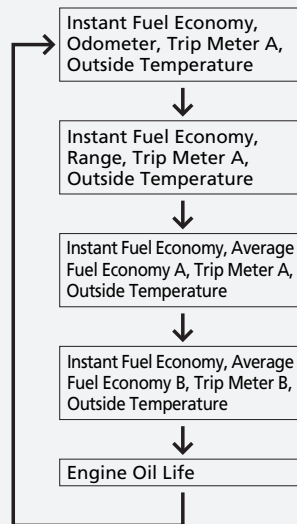 Instant Fuel Economy,
Odometer, Trip Meter A,
Outside Temperature
Instant Fuel Economy,
Range, Trip Meter A,
Outside Temperature
Instant Fuel Economy, Average
Fuel Economy A, Trip Meter A,
Outside Temperature
Instant Fuel Economy, Average
Fuel Economy B, Trip Meter B,
Outside Temperature
Engine Oil Life